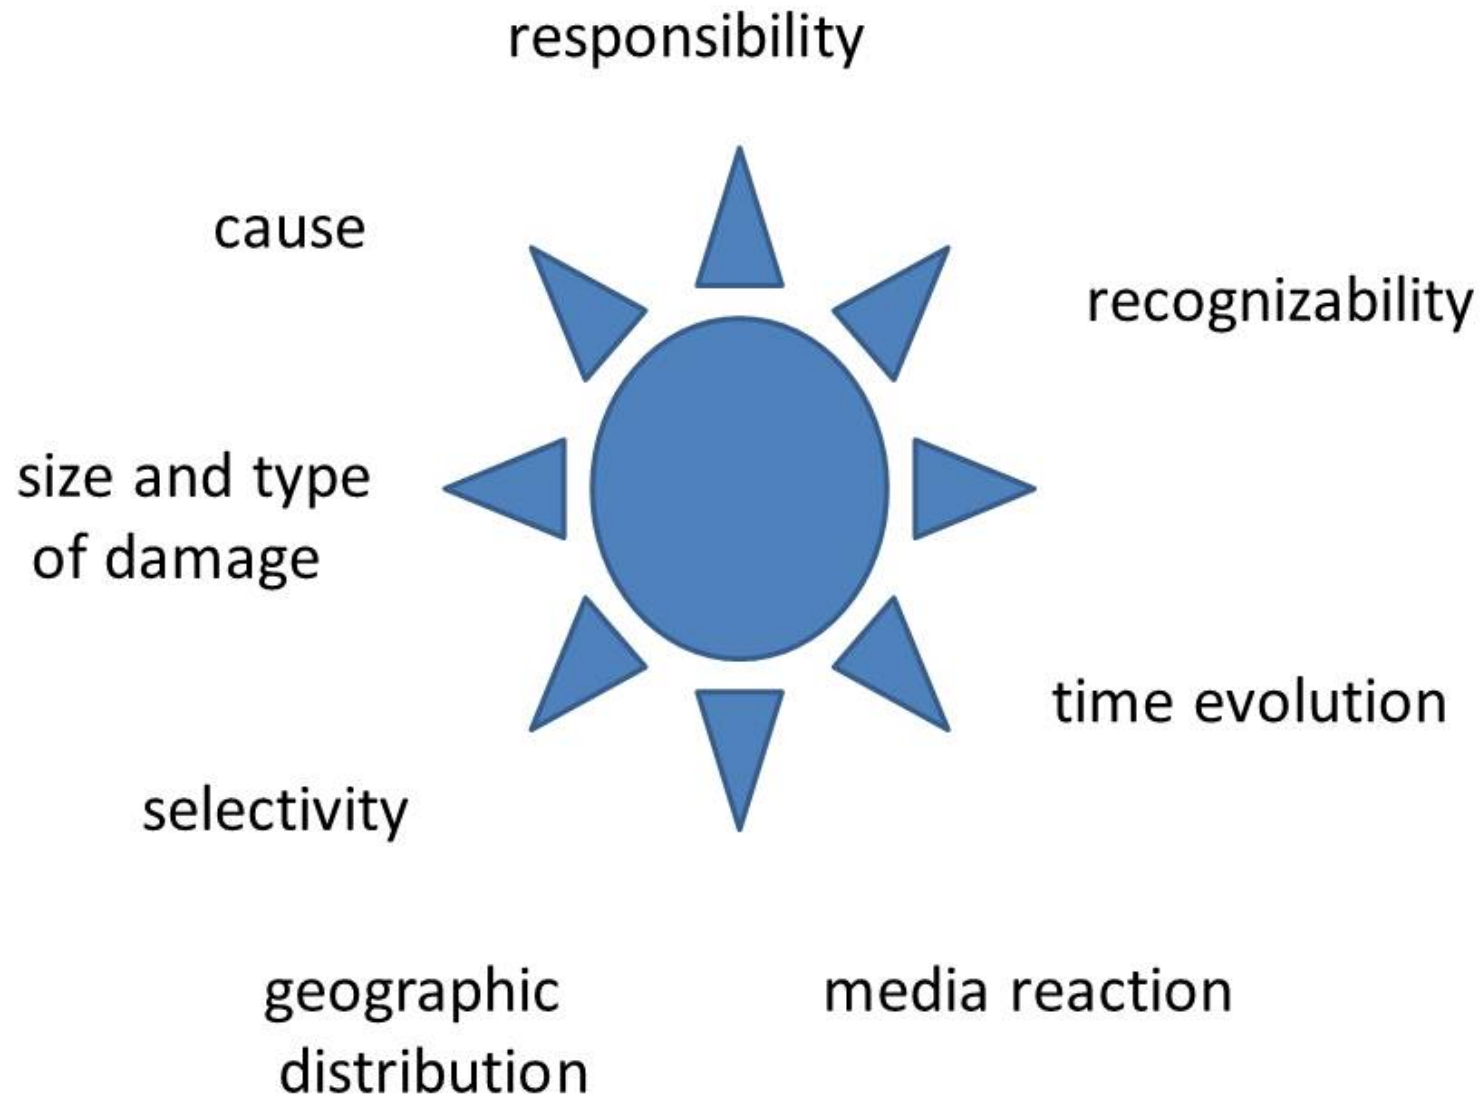 responsibility
cause
recognizability
size and type
of damage
time evolution
selectivity
geographic
distribution
media reaction